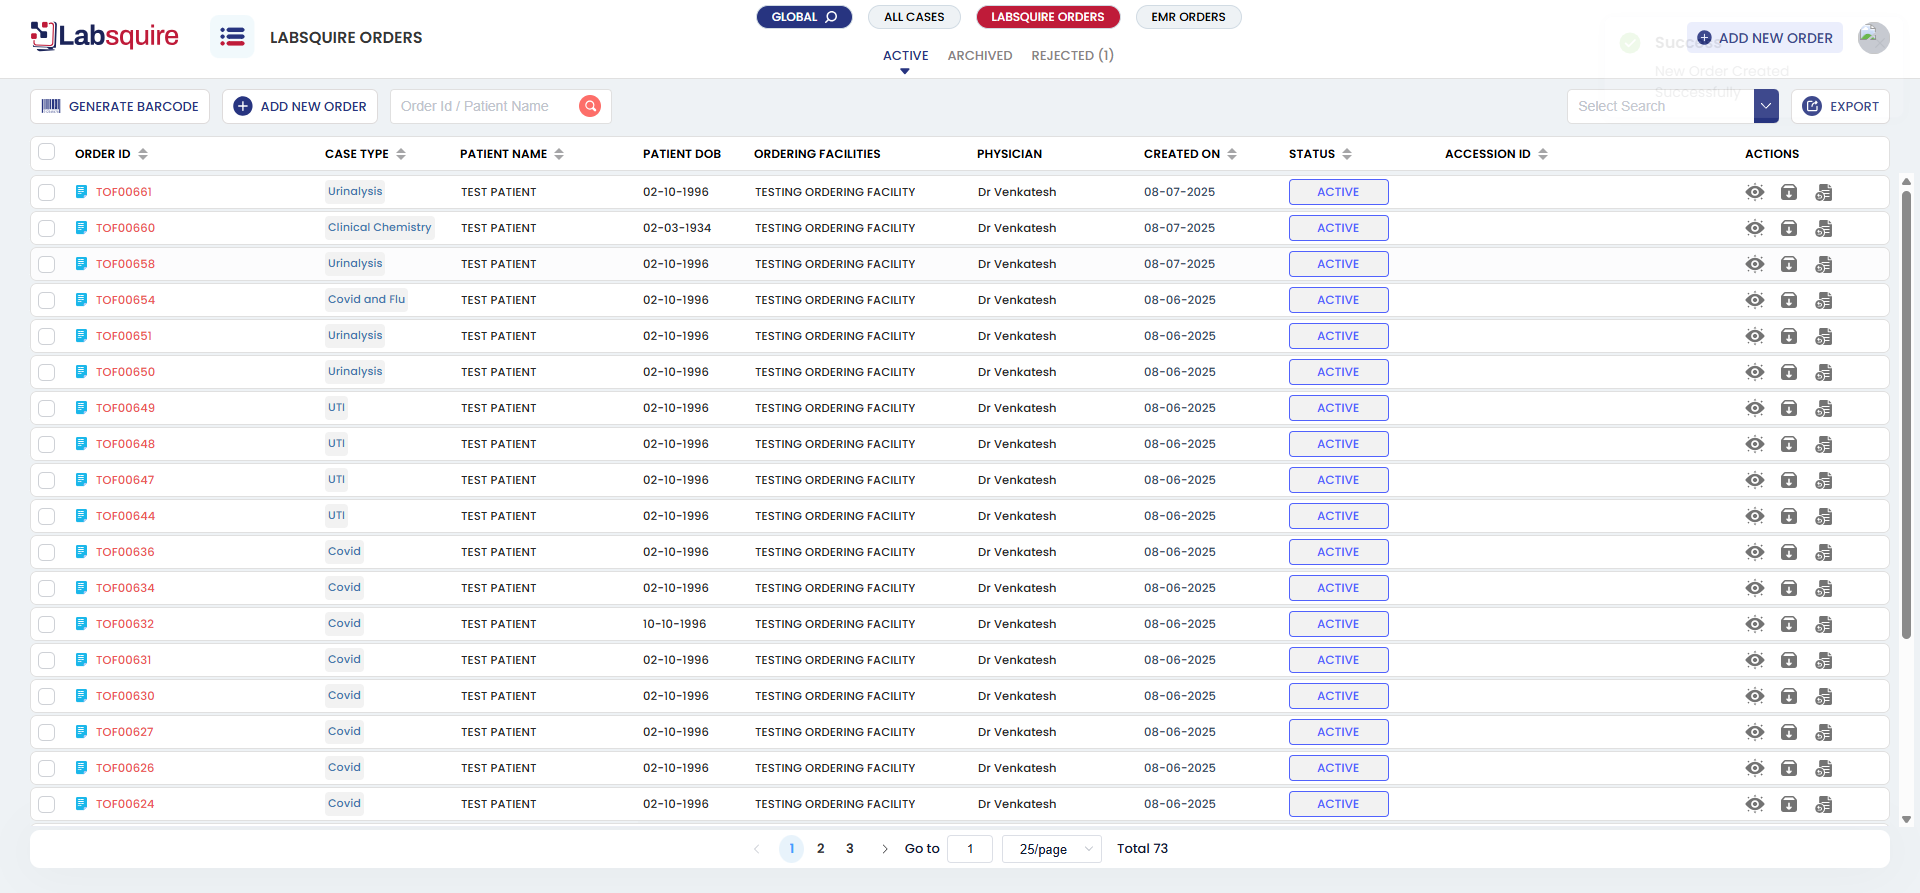 Labsquire
LABSQUIRE ORDERS
GLOBAL
ALL CASES
LABSQUIRE ORDERS
EMR ORDERS
ACTIVE
ARCHIVED
REJECTED (1)
ADD NEW ORDER
Success
New Order Created
Successfully
GENERATE BARCODE
ADD NEW ORDER
Order Id / Patient Name
Select Search
EXPORT
ORDER ID CASE TYPE PATIENT NAME PATIENT DOB ORDERING FACILITIES PHYSICIAN CREATED ON STATUS ACCESSION ID ACTIONS
TOF00661 Urinalysis TEST PATIENT 02-10-1996 TESTING ORDERING FACILITY Dr Venkatesh 08-07-2025 ACTIVE
TOF00660 Clinical Chemistry TEST PATIENT 02-03-1934 TESTING ORDERING FACILITY Dr Venkatesh 08-07-2025 ACTIVE
TOF00658 Urinalysis TEST PATIENT 02-10-1996 TESTING ORDERING FACILITY Dr Venkatesh 08-07-2025 ACTIVE
TOF00654 Covid and Flu TEST PATIENT 02-10-1996 TESTING ORDERING FACILITY Dr Venkatesh 08-06-2025 ACTIVE
TOF00651 Urinalysis TEST PATIENT 02-10-1996 TESTING ORDERING FACILITY Dr Venkatesh 08-06-2025 ACTIVE
TOF00650 Urinalysis TEST PATIENT 02-10-1996 TESTING ORDERING FACILITY Dr Venkatesh 08-06-2025 ACTIVE
TOF00649 UTI TEST PATIENT 02-10-1996 TESTING ORDERING FACILITY Dr Venkatesh 08-06-2025 ACTIVE
TOF00648 UTI TEST PATIENT 02-10-1996 TESTING ORDERING FACILITY Dr Venkatesh 08-06-2025 ACTIVE
TOF00647 UTI TEST PATIENT 02-10-1996 TESTING ORDERING FACILITY Dr Venkatesh 08-06-2025 ACTIVE
TOF00644 UTI TEST PATIENT 02-10-1996 TESTING ORDERING FACILITY Dr Venkatesh 08-06-2025 ACTIVE
TOF00636 Covid TEST PATIENT 02-10-1996 TESTING ORDERING FACILITY Dr Venkatesh 08-06-2025 ACTIVE
TOF00634 Covid TEST PATIENT 02-10-1996 TESTING ORDERING FACILITY Dr Venkatesh 08-06-2025 ACTIVE
TOF00632 Covid TEST PATIENT 10-10-1996 TESTING ORDERING FACILITY Dr Venkatesh 08-06-2025 ACTIVE
TOF00631 Covid TEST PATIENT 02-10-1996 TESTING ORDERING FACILITY Dr Venkatesh 08-06-2025 ACTIVE
TOF00630 Covid TEST PATIENT 02-10-1996 TESTING ORDERING FACILITY Dr Venkatesh 08-06-2025 ACTIVE
TOF00627 Covid TEST PATIENT 02-10-1996 TESTING ORDERING FACILITY Dr Venkatesh 08-06-2025 ACTIVE
TOF00626 Covid TEST PATIENT 02-10-1996 TESTING ORDERING FACILITY Dr Venkatesh 08-06-2025 ACTIVE
TOF00624 Covid TEST PATIENT 02-10-1996 TESTING ORDERING FACILITY Dr Venkatesh 08-06-2025 ACTIVE
1 2 3 Go to 1 25/page Total 73